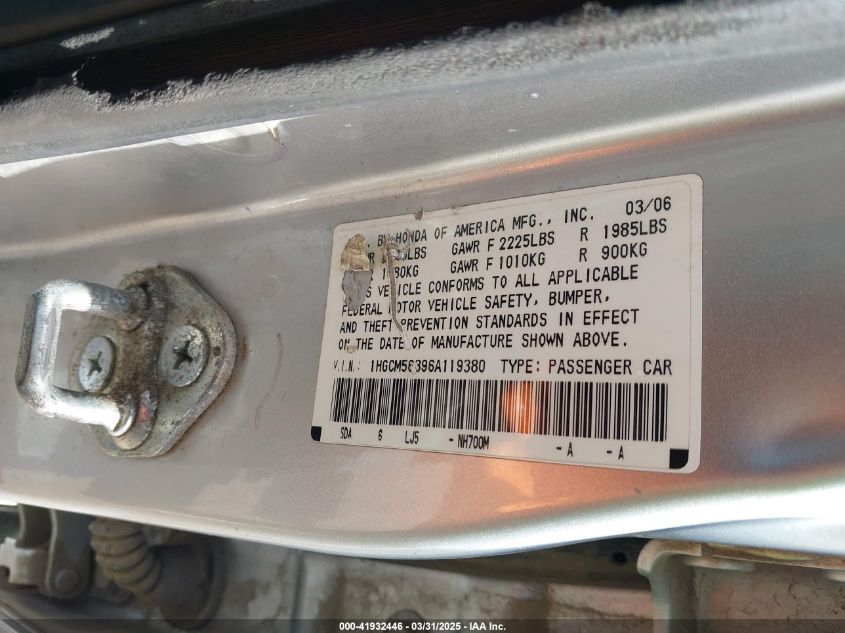 BY HONDA OF AMERICA MFG., INC. 03/06
GAWR F 2225LBS R 1985LBS
GAWR F 1010KG R 900KG
VEHICLE CONFORMS TO ALL APPLICABLE
FEDERAL MOTOR VEHICLE SAFETY, BUMPER,
AND THEFT PREVENTION STANDARDS IN EFFECT
ON THE DATE OF MANUFACTURE SHOWN ABOVE.
V.I.N.: 1HGCM56396A119380 TYPE: PASSENGER CAR
SDA 6 LJ5 - NH700M - A - A
000-41932446 - 03/31/2025 - IAA Inc.